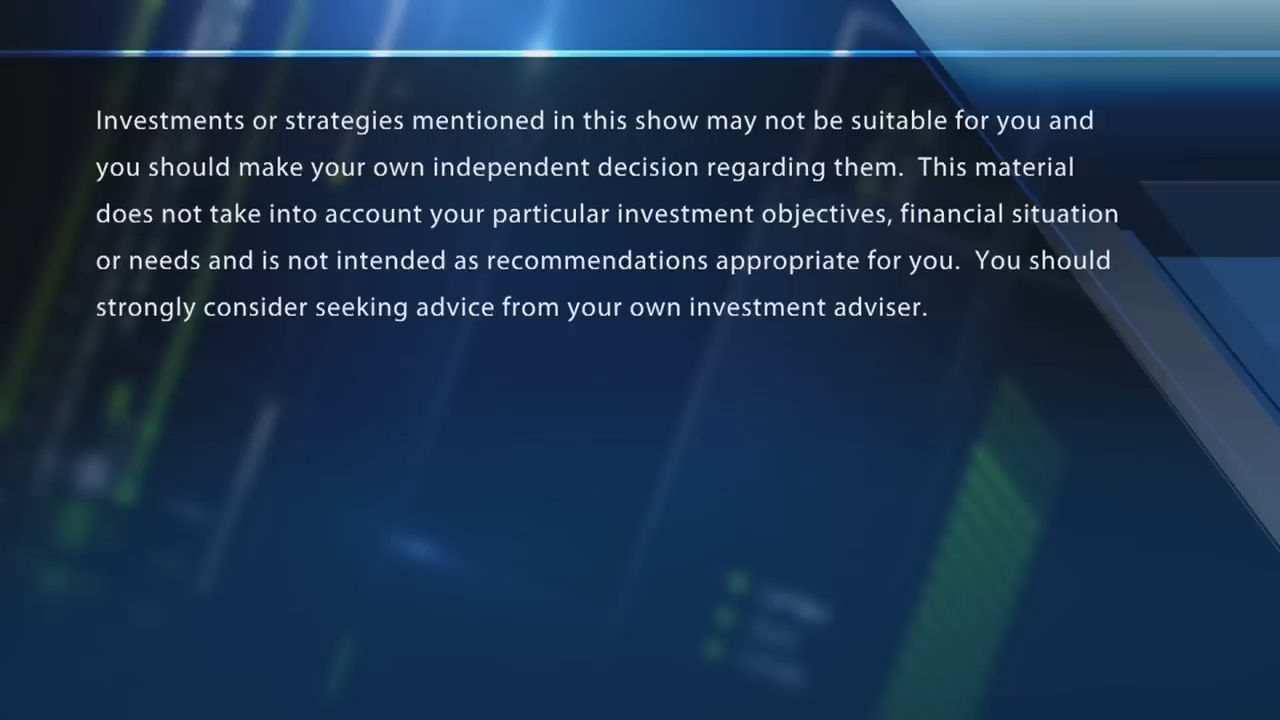 Investments or strategies mentioned in this show may not be suitable for you and
you should make your own independent decision regarding them.  This material
does not take into account your particular investment objectives, financial situation
or needs and is not intended as recommendations appropriate for you.  You should
strongly consider seeking advice from your own investment adviser.